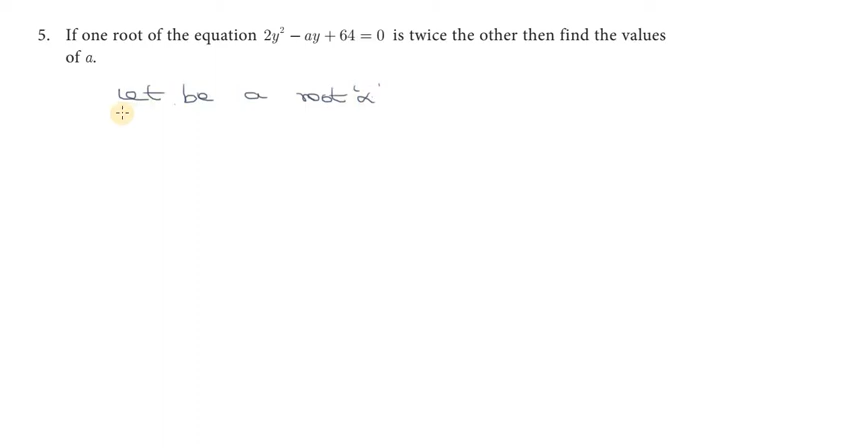 5. If one root of the equation 2y² − ay + 64 = 0 is twice the other then find the values
of a.
Let be a root 'α'